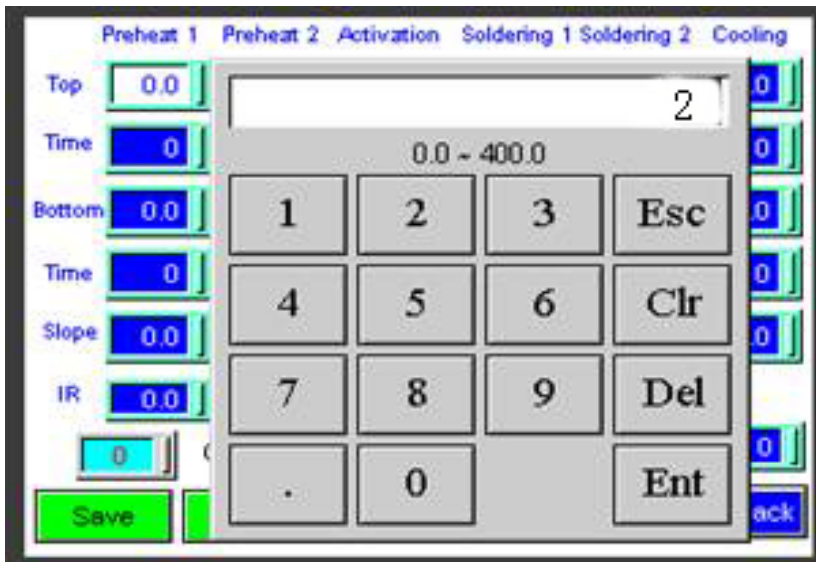 Preheat 1 Preheat 2 Activation Soldering 1 Soldering 2 Cooling
Top 0.0 2 .0
Time 0 0.0 ~ 400.0 0
Bottom 0.0 1 2 3 Esc .0
Time 0 4 5 6 Clr 0
Slope 0.0 .0
IR 0.0 7 8 9 Del
0 0
Save . 0 Ent ack